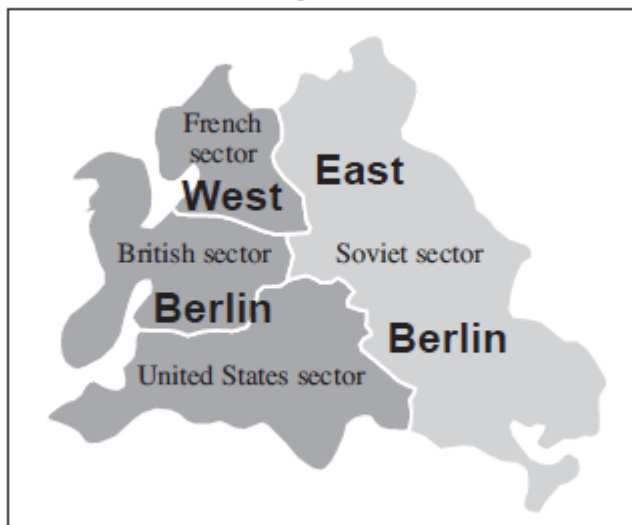 French
sector
West
East
British sector
Soviet sector
Berlin
Berlin
United States sector